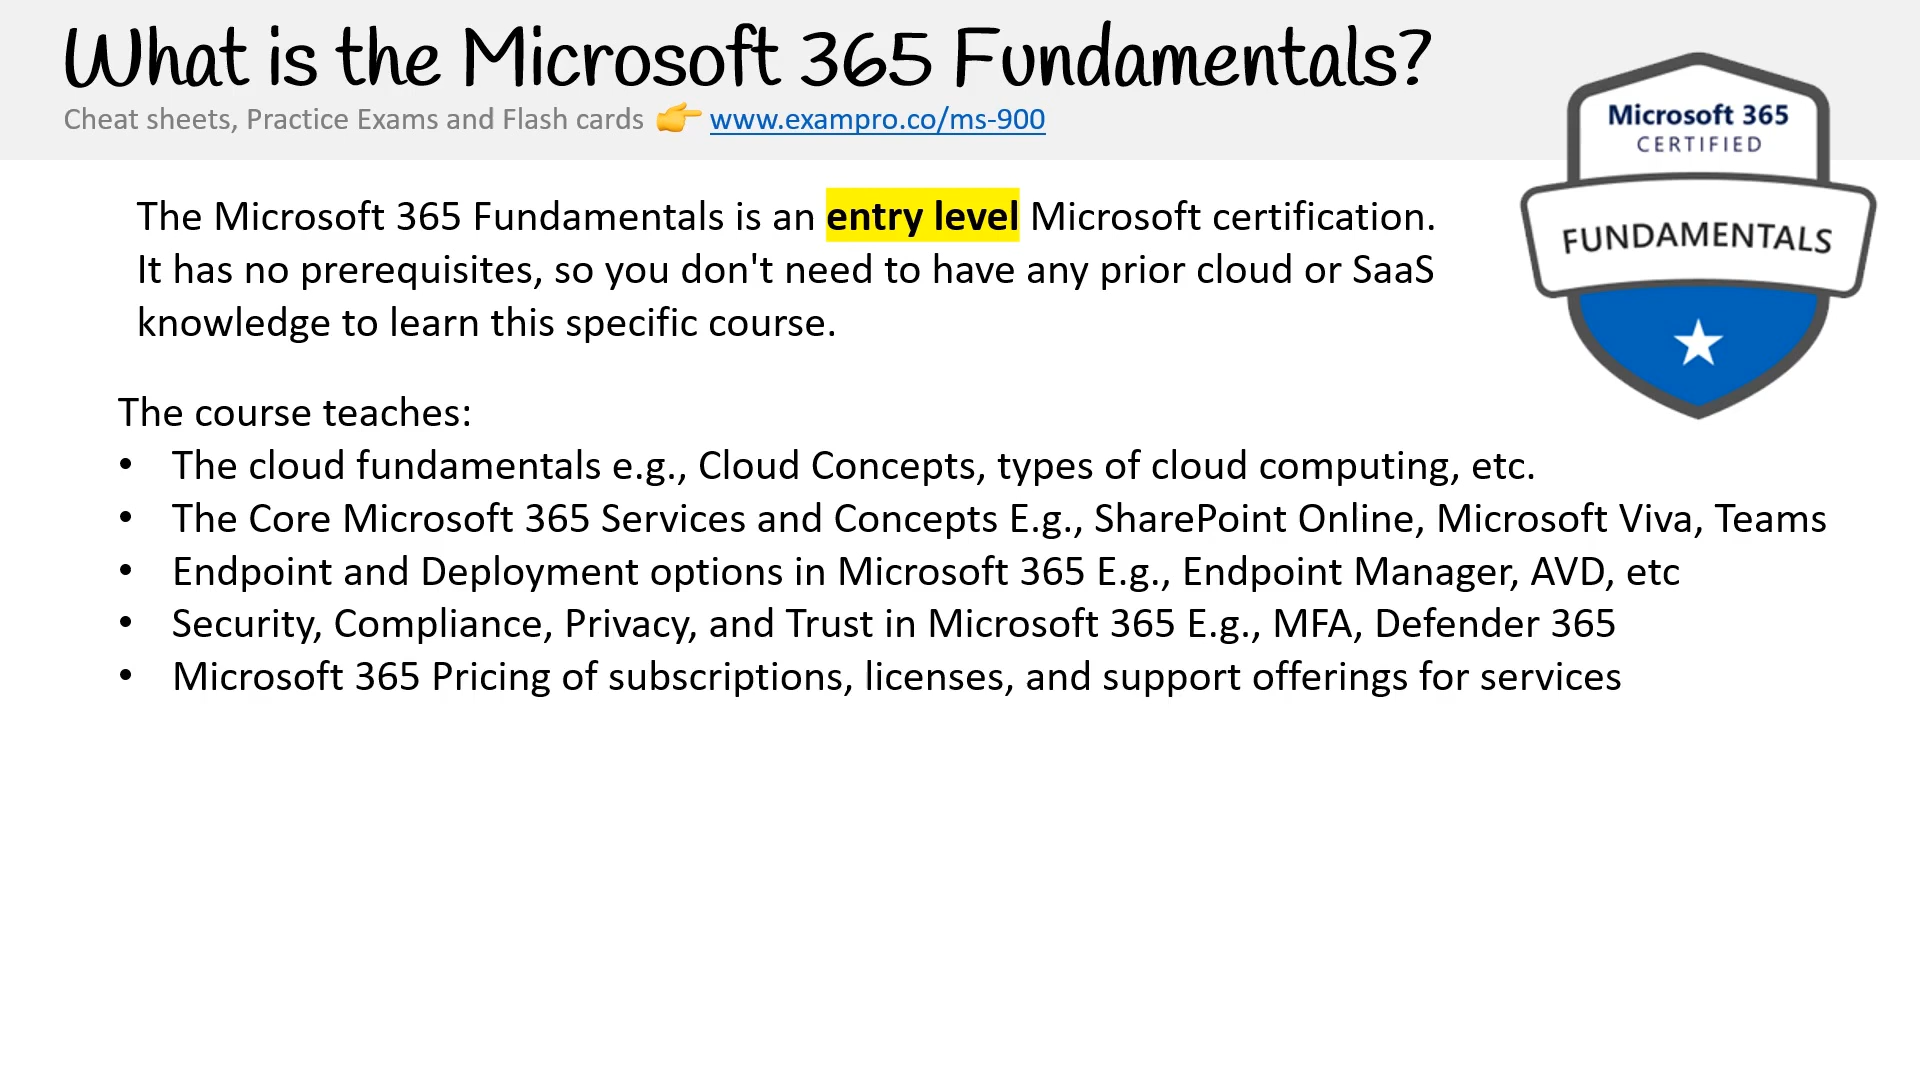 What is the Microsoft 365 Fundamentals?
Cheat sheets, Practice Exams and Flash cards 👉 www.exampro.co/ms-900
Microsoft 365
CERTIFIED
FUNDAMENTALS
The Microsoft 365 Fundamentals is an entry level Microsoft certification.
It has no prerequisites, so you don't need to have any prior cloud or SaaS
knowledge to learn this specific course.
The course teaches:
• The cloud fundamentals e.g., Cloud Concepts, types of cloud computing, etc.
• The Core Microsoft 365 Services and Concepts E.g., SharePoint Online, Microsoft Viva, Teams
• Endpoint and Deployment options in Microsoft 365 E.g., Endpoint Manager, AVD, etc
• Security, Compliance, Privacy, and Trust in Microsoft 365 E.g., MFA, Defender 365
• Microsoft 365 Pricing of subscriptions, licenses, and support offerings for services